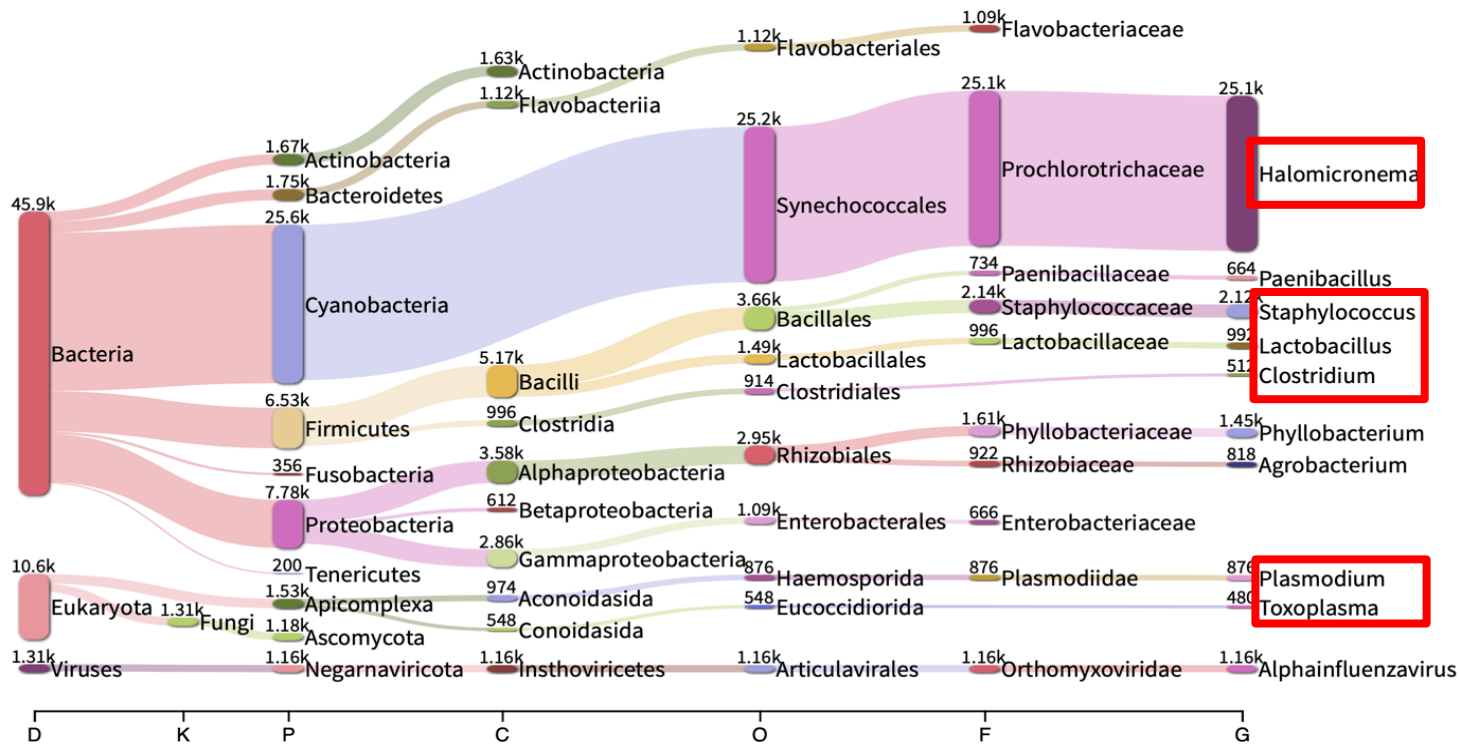 45.9k
Bacteria
10.6k
Eukaryota
1.31k
Viruses
1.31k
Fungi
1.67k
Actinobacteria
1.75k
Bacteroidetes
25.6k
Cyanobacteria
6.53k
Firmicutes
356
Fusobacteria
7.78k
Proteobacteria
200
Tenericutes
1.53k
Apicomplexa
1.18k
Ascomycota
1.16k
Negarnaviricota
1.63k
Actinobacteria
1.12k
Flavobacteriia
5.17k
Bacilli
996
Clostridia
3.58k
Alphaproteobacteria
612
Betaproteobacteria
2.86k
Gammaproteobacteria
974
Aconoidasida
548
Conoidasida
1.16k
Insthoviricetes
1.12k
Flavobacteriales
25.2k
Synechococcales
3.66k
Bacillales
1.49k
Lactobacillales
914
Clostridiales
2.95k
Rhizobiales
1.09k
Enterobacterales
876
Haemosporida
548
Eucoccidiorida
1.16k
Articulavirales
1.09k
Flavobacteriaceae
25.1k
Prochlorotrichaceae
734
Paenibacillaceae
2.14k
Staphylococcaceae
996
Lactobacillaceae
1.61k
Phyllobacteriaceae
922
Rhizobiaceae
666
Enterobacteriaceae
876
Plasmodiidae
1.16k
Orthomyxoviridae
25.1k
Halomicronema
664
Paenibacillus
2.12k
Staphylococcus
992
Lactobacillus
512
Clostridium
1.45k
Phyllobacterium
818
Agrobacterium
876
Plasmodium
480
Toxoplasma
1.16k
Alphainfluenzavirus
D K P C O F G